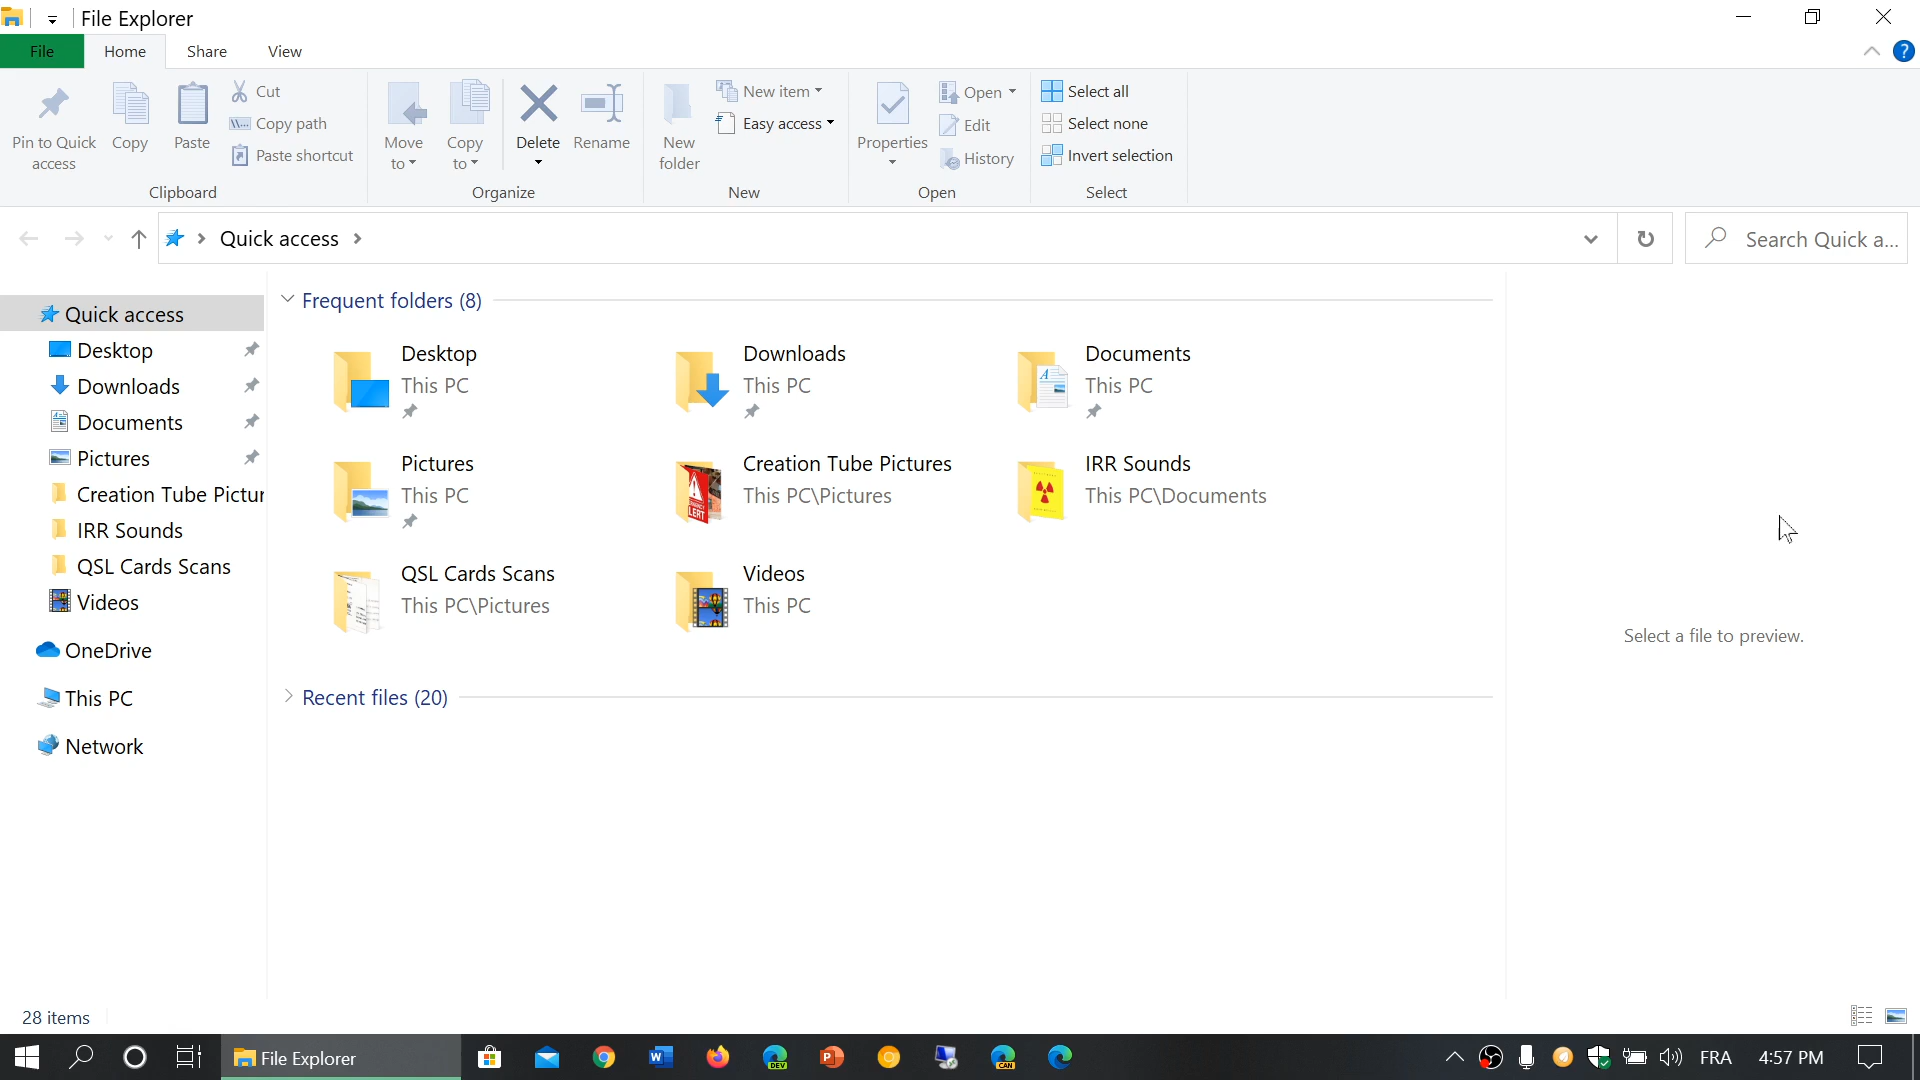 File Explorer
File Home Share View
Pin to Quick access
Copy
Paste
Cut
Copy path
Paste shortcut
Clipboard
Move to
Copy to
Delete
Rename
Organize
New folder
New item
Easy access
New
Properties
Open
Edit
History
Open
Select all
Select none
Invert selection
Select
Quick access
Search Quick a...
Quick access
Desktop
Downloads
Documents
Pictures
Creation Tube Pictur
IRR Sounds
QSL Cards Scans
Videos
OneDrive
This PC
Network
Frequent folders (8)
Desktop
This PC
Downloads
This PC
Documents
This PC
Pictures
This PC
Creation Tube Pictures
This PC\Pictures
IRR Sounds
This PC\Documents
QSL Cards Scans
This PC\Pictures
Videos
This PC
Recent files (20)
Select a file to preview.
28 items
File Explorer
DEV
CAN
FRA
4:57 PM